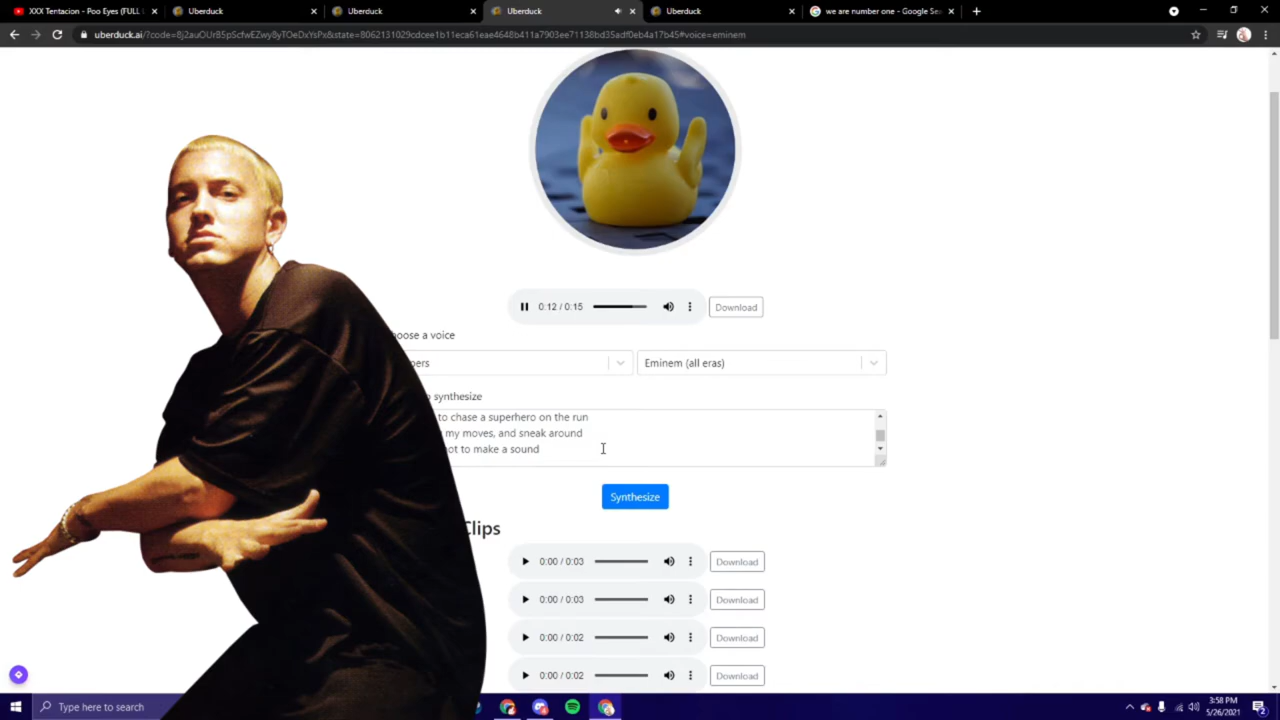 XXX Tentacion - Poo Eyes (FULL
Uberduck
Uberduck
Uberduck
Uberduck
we are number one - Google Sea
uberduck.ai/?code=8j2auOUrB5pScfwEZwy8yTOeDxYsPx&state=8062131029cdcee1b11eca61eae4648b411a7903ee71138bd35adf0eb4a17b45#voice=eminem
0:12 / 0:15
Download
oose a voice
pers
Eminem (all eras)
synthesize
to chase a superhero on the run
my moves, and sneak around
ot to make a sound
Synthesize
Clips
0:00 / 0:03
Download
0:00 / 0:03
Download
0:00 / 0:02
Download
0:00 / 0:02
Download
Type here to search
3:58 PM
5/26/2021
2